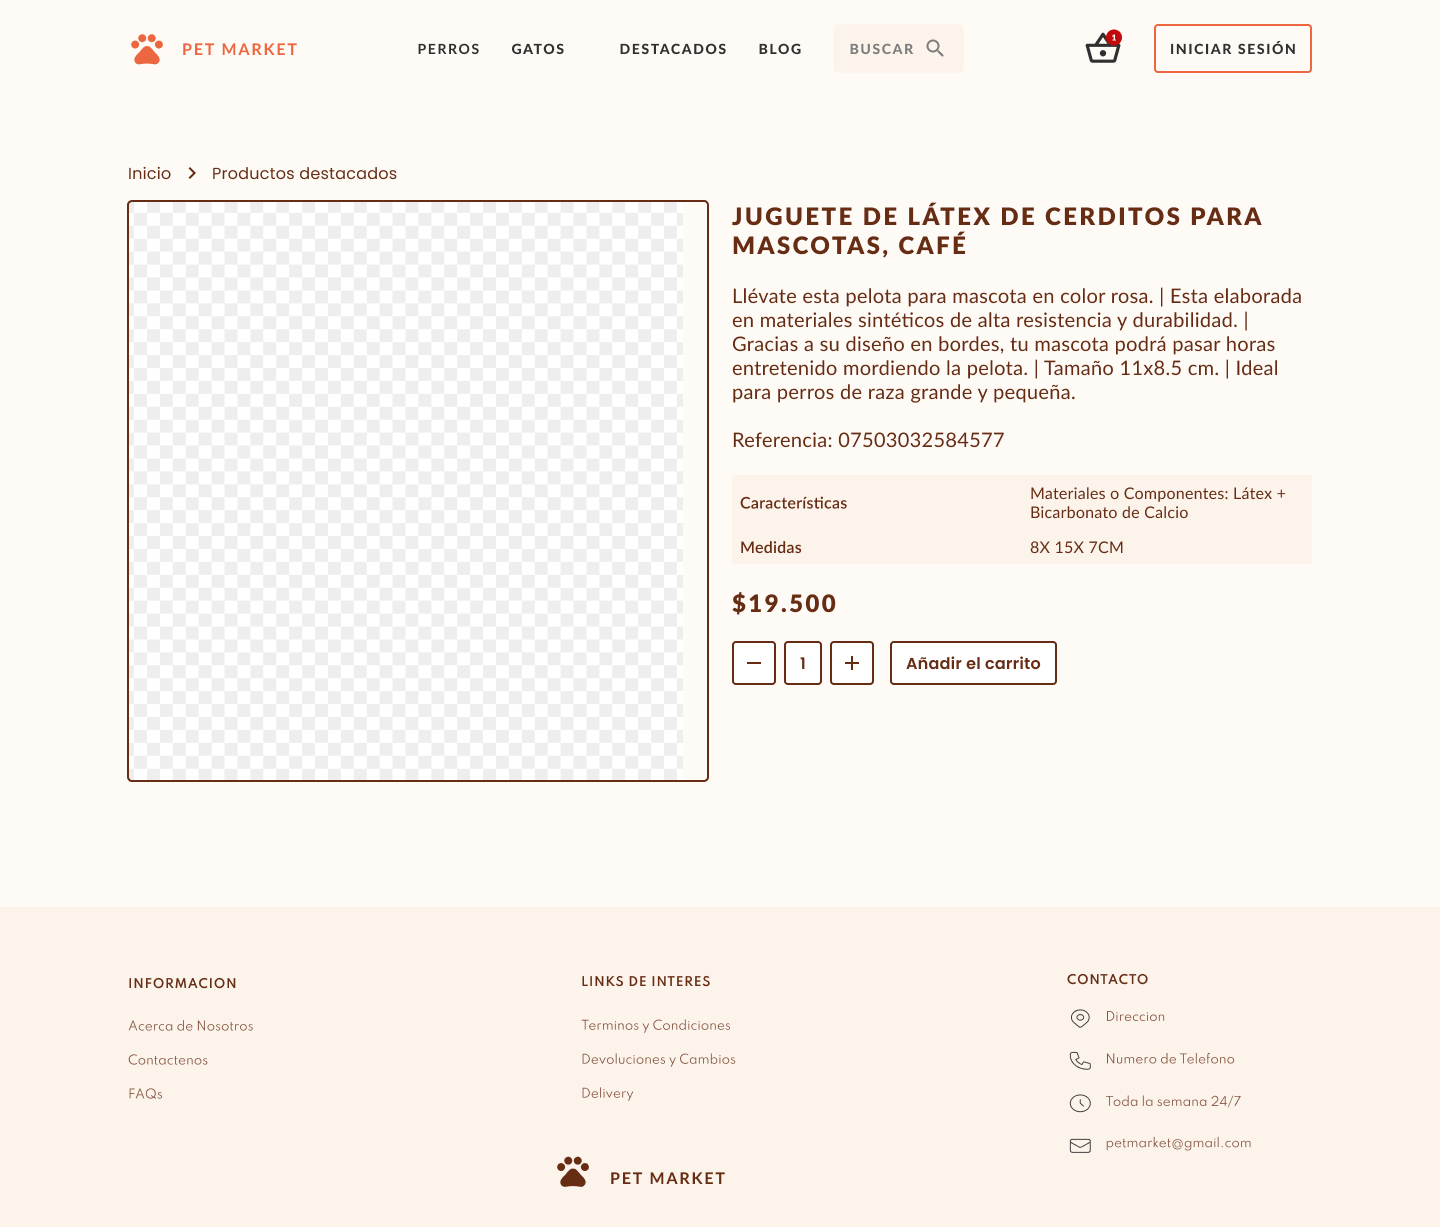 PET MARKET
PERROS
GATOS
DESTACADOS
BLOG
BUSCAR
1
INICIAR SESIÓN
Inicio
Productos destacados
JUGUETE DE LÁTEX DE CERDITOS PARA
MASCOTAS, CAFÉ
Llévate esta pelota para mascota en color rosa. | Esta elaborada
en materiales sintéticos de alta resistencia y durabilidad. |
Gracias a su diseño en bordes, tu mascota podrá pasar horas
entretenido mordiendo la pelota. | Tamaño 11x8.5 cm. | Ideal
para perros de raza grande y pequeña.
Referencia: 07503032584577
Características
Materiales o Componentes: Látex +
Bicarbonato de Calcio
Medidas
8X 15X 7CM
$19.500
1
Añadir el carrito
INFORMACION
Acerca de Nosotros
Contactenos
FAQs
LINKS DE INTERES
Terminos y Condiciones
Devoluciones y Cambios
Delivery
CONTACTO
Direccion
Numero de Telefono
Toda la semana 24/7
petmarket@gmail.com
PET MARKET